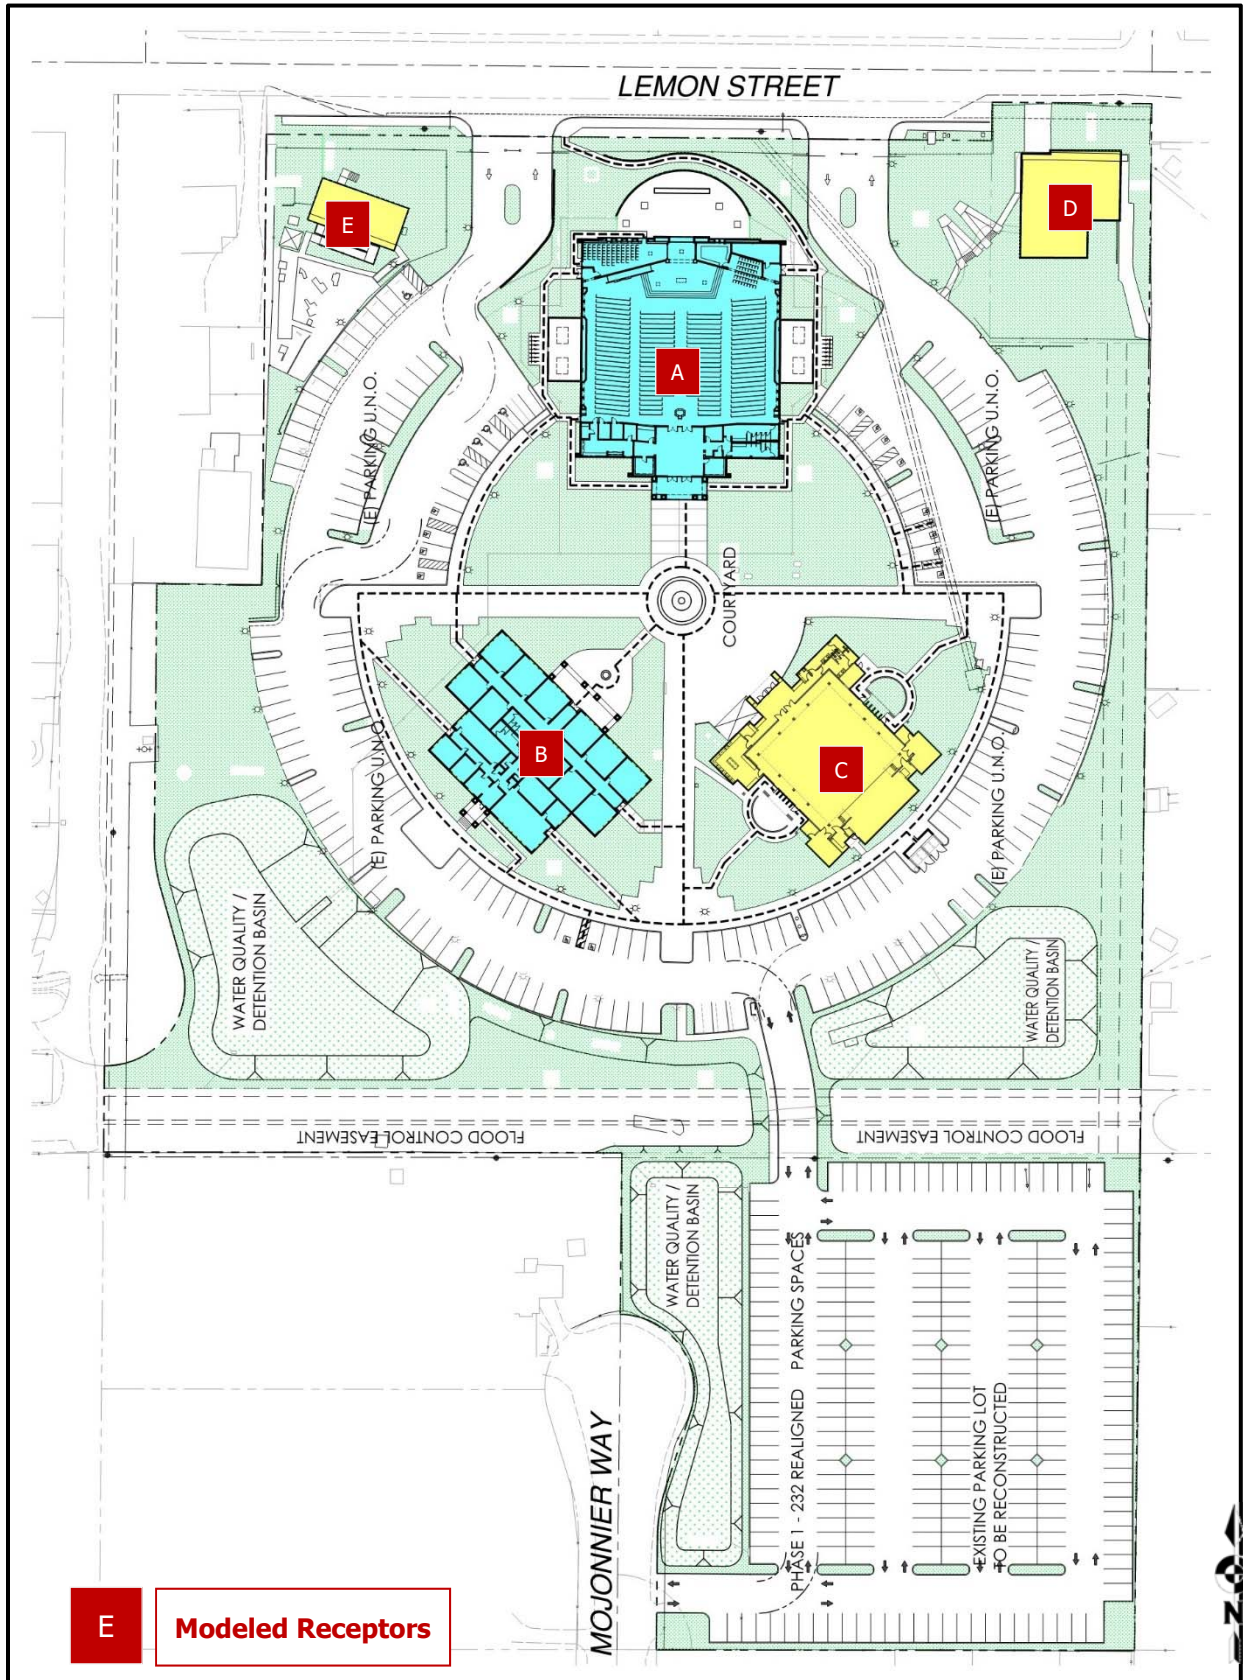 LEMON STREET
E
D
A
(E) PARKING U.N.O.
(E) PARKING U.N.O.
COURTYARD
B
C
(E) PARKING U.N.O.
(E) PARKING U.N.O.
WATER QUALITY /
DETENTION BASIN
WATER QUALITY /
DETENTION BASIN
FLOOD CONTROL EASEMENT
FLOOD CONTROL EASEMENT
WATER QUALITY /
DETENTION BASIN
PHASE 1 - 232 REALIGNED PARKING SPACES
EXISTING PARKING LOT
TO BE RECONSTRUCTED
MOJONNIER WAY
N
E
Modeled Receptors